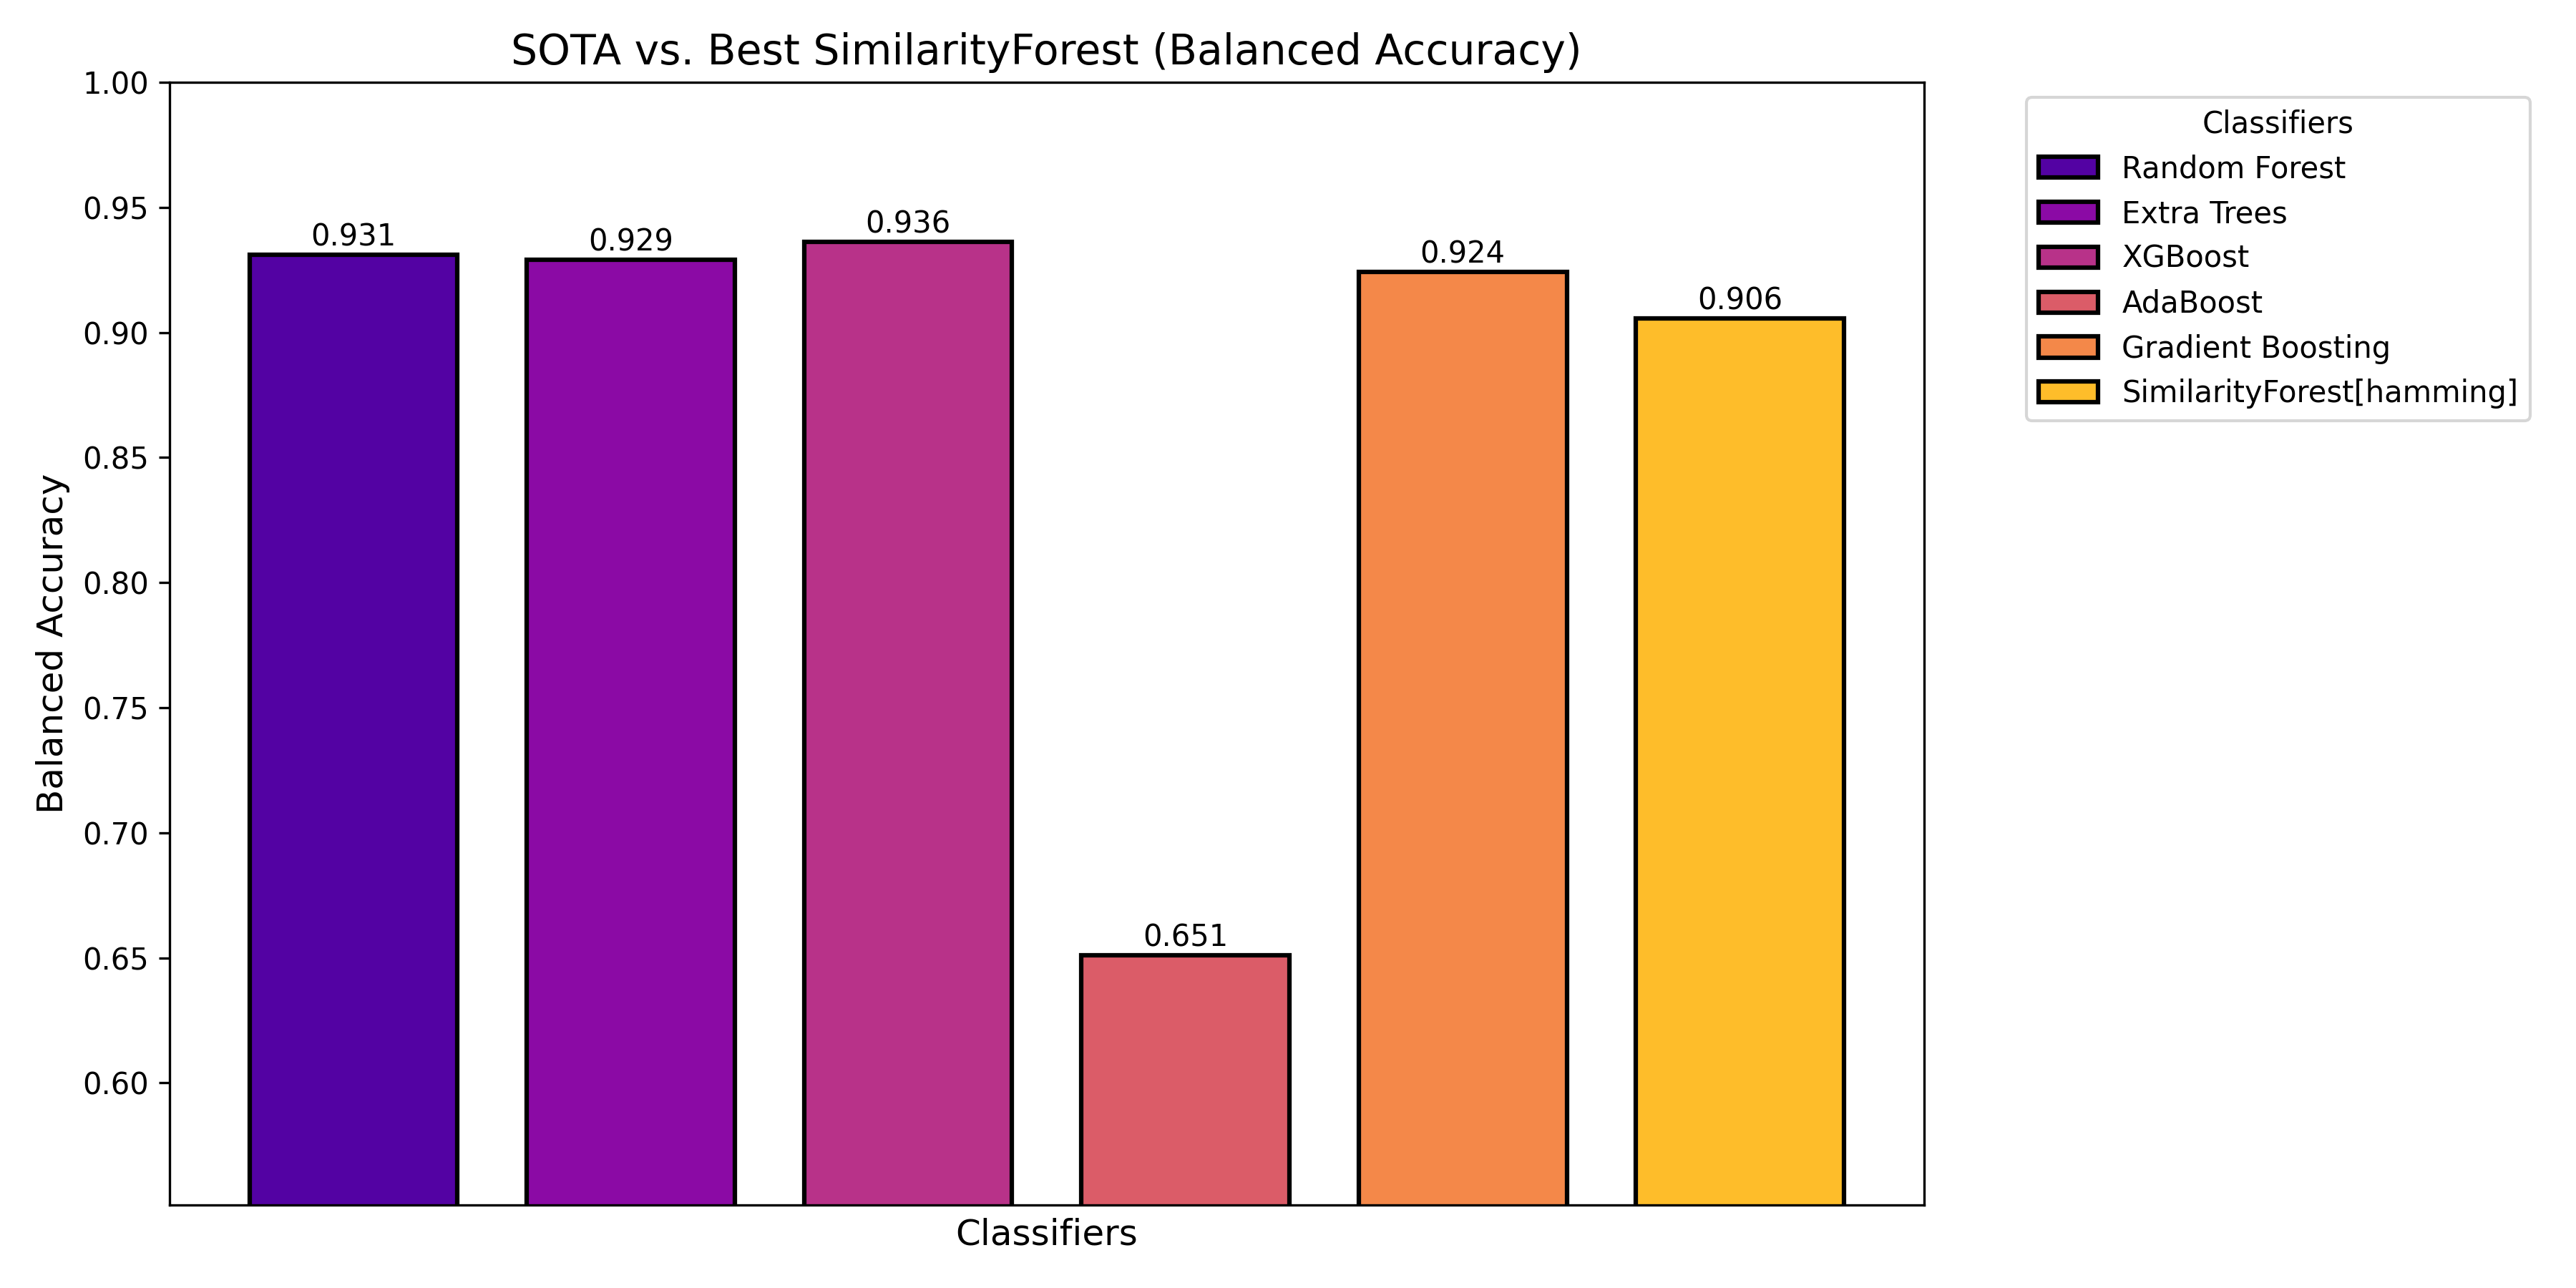 SOTA vs. Best SimilarityForest (Balanced Accuracy)
Balanced Accuracy
1.00
0.95
0.90
0.85
0.80
0.75
0.70
0.65
0.60
0.931
0.929
0.936
0.651
0.924
0.906
Classifiers
Classifiers
Random Forest
Extra Trees
XGBoost
AdaBoost
Gradient Boosting
SimilarityForest[hamming]